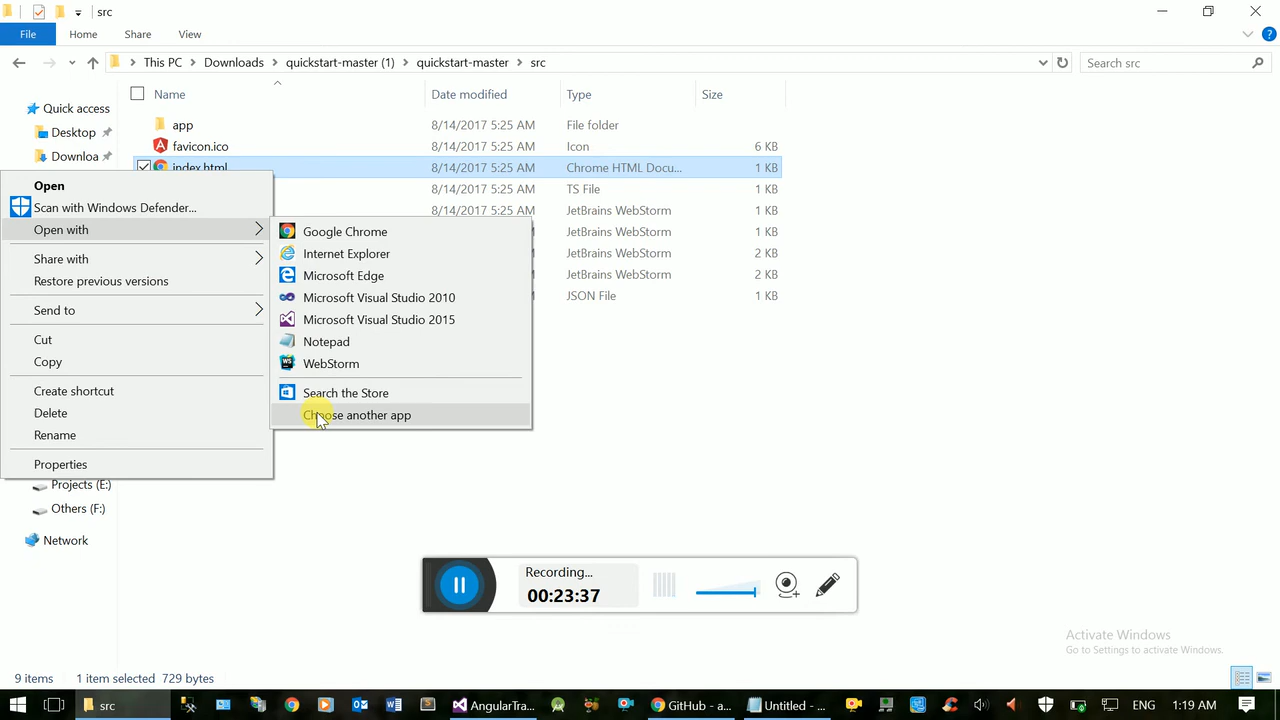 src
File
Home
Share
View
This PC
Downloads
quickstart-master (1)
quickstart-master
src
Search src
Name
Date modified
Type
Size
Quick access
Desktop
Downloa
app
8/14/2017 5:25 AM
File folder
favicon.ico
8/14/2017 5:25 AM
Icon
6 KB
index.html
8/14/2017 5:25 AM
Chrome HTML Docu...
1 KB
8/14/2017 5:25 AM
TS File
1 KB
8/14/2017 5:25 AM
JetBrains WebStorm
1 KB
JetBrains WebStorm
1 KB
JetBrains WebStorm
2 KB
JetBrains WebStorm
2 KB
JSON File
1 KB
Open
Scan with Windows Defender...
Open with
Share with
Restore previous versions
Send to
Cut
Copy
Create shortcut
Delete
Rename
Properties
Google Chrome
Internet Explorer
Microsoft Edge
Microsoft Visual Studio 2010
Microsoft Visual Studio 2015
Notepad
WebStorm
Search the Store
Choose another app
Projects (E:)
Others (F:)
Network
Recording...
00:23:37
Activate Windows
Go to Settings to activate Windows.
9 items
1 item selected 729 bytes
src
AngularTra...
GitHub - a...
Untitled - ...
ENG
1:19 AM